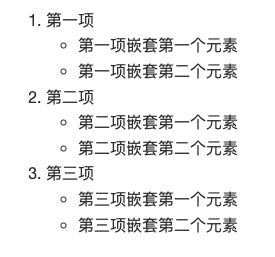 1. 第一项
○ 第一项嵌套第一个元素
○ 第一项嵌套第二个元素
2. 第二项
○ 第二项嵌套第一个元素
○ 第二项嵌套第二个元素
3. 第三项
○ 第三项嵌套第一个元素
○ 第三项嵌套第二个元素